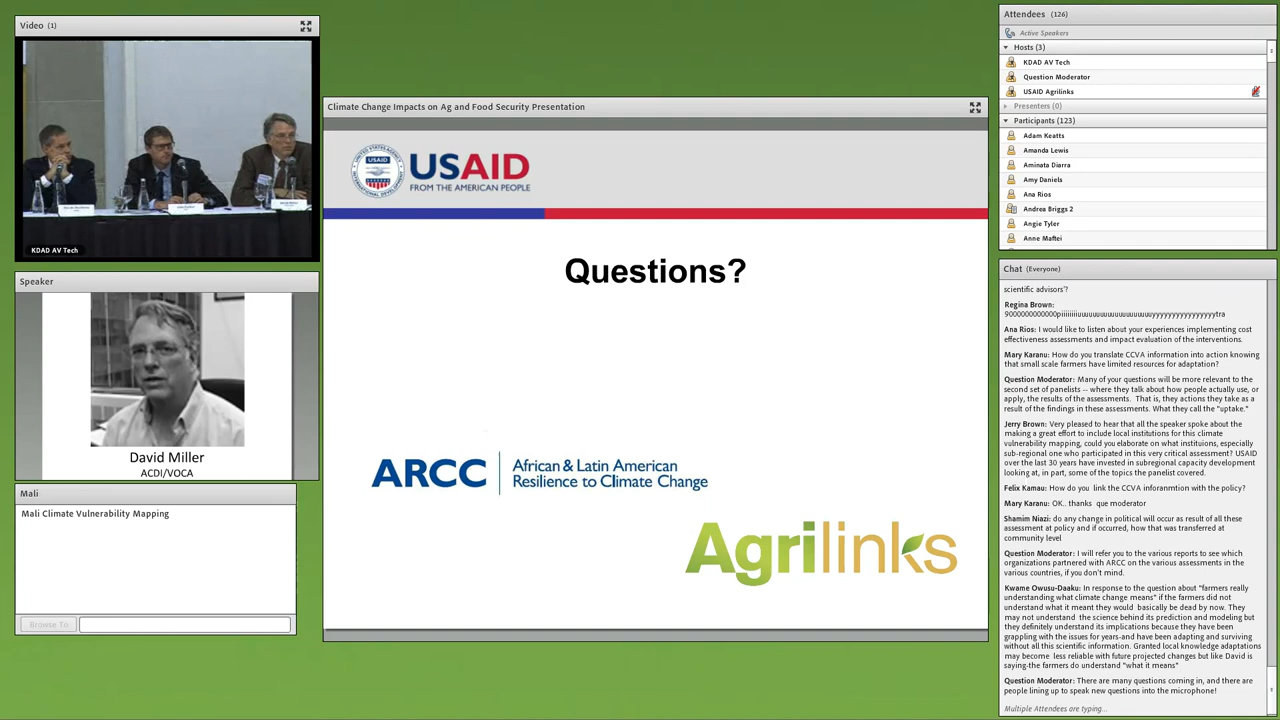 Video (1)
KDAD AV Tech
Speaker
David Miller
ACDI/VOCA
Mali
Mali Climate Vulnerability Mapping
Browse To
Climate Change Impacts on Ag and Food Security Presentation
USAID
USAID
FROM THE AMERICAN PEOPLE
Questions?
ARCC
African & Latin American
Resilience to Climate Change
Agrilinks
Attendees (126)
Active Speakers
Hosts (3)
KDAD AV Tech
Question Moderator
USAID Agrilinks
Presenters (0)
Participants (123)
Adam Keatts
Amanda Lewis
Aminata Diarra
Amy Daniels
Ana Rios
Andrea Briggs 2
Angie Tyler
Anne Maftei
Chat (Everyone)
scientific advisors'?
Regina Brown:
Ana Rios: I would like to listen about your experiences implementing cost
effectiveness assessments and impact evaluation of the interventions.
Mary Karanu: How do you translate CCVA information into action knowing
that small scale farmers have limited resources for adaptation?
Question Moderator: Many of your questions will be more relevant to the
second set of panelists -- where they talk about how people actually use, or
apply, the results of the assessments. That is, they actions they take as a
result of the findings in these assessments. What they call the "uptake."
Jerry Brown: Very pleased to hear that all the speaker spoke about the
making a great effort to include local institutions for this climate
vulnerability mapping, could you elaborate on what instituions, especially
sub-regional one who participated in this very critical assessment? USAID
over the last 30 years have invested in subregional capacity development
looking at, in part, some of the topics the panelist covered.
Felix Kamau: How do you link the CCVA inforanmtion with the policy?
Mary Karanu: OK.. thanks que moderator
Shamim Niazi: do any change in political will occur as result of all these
assessment at policy and if occurred, how that was transferred at
community level
Question Moderator: I will refer you to the various reports to see which
organizations partnered with ARCC on the various assessments in the
various countries, if you don't mind.
Kwame Owusu-Daaku: In response to the question about "farmers really
understanding what climate change means" if the farmers did not
understand what it meant they would basically be dead by now. They
may not understand the science behind its prediction and modeling but
they definitely understand its implications because they have been
grappling with the issues for years-and have been adapting and surviving
without all this scientific information. Granted local knowledge adaptations
may become less reliable with future projected changes but like David is
saying-the farmers do understand "what it means"
Question Moderator: There are many questions coming in, and there are
people lining up to speak new questions into the microphone!
Multiple Attendees are typing...